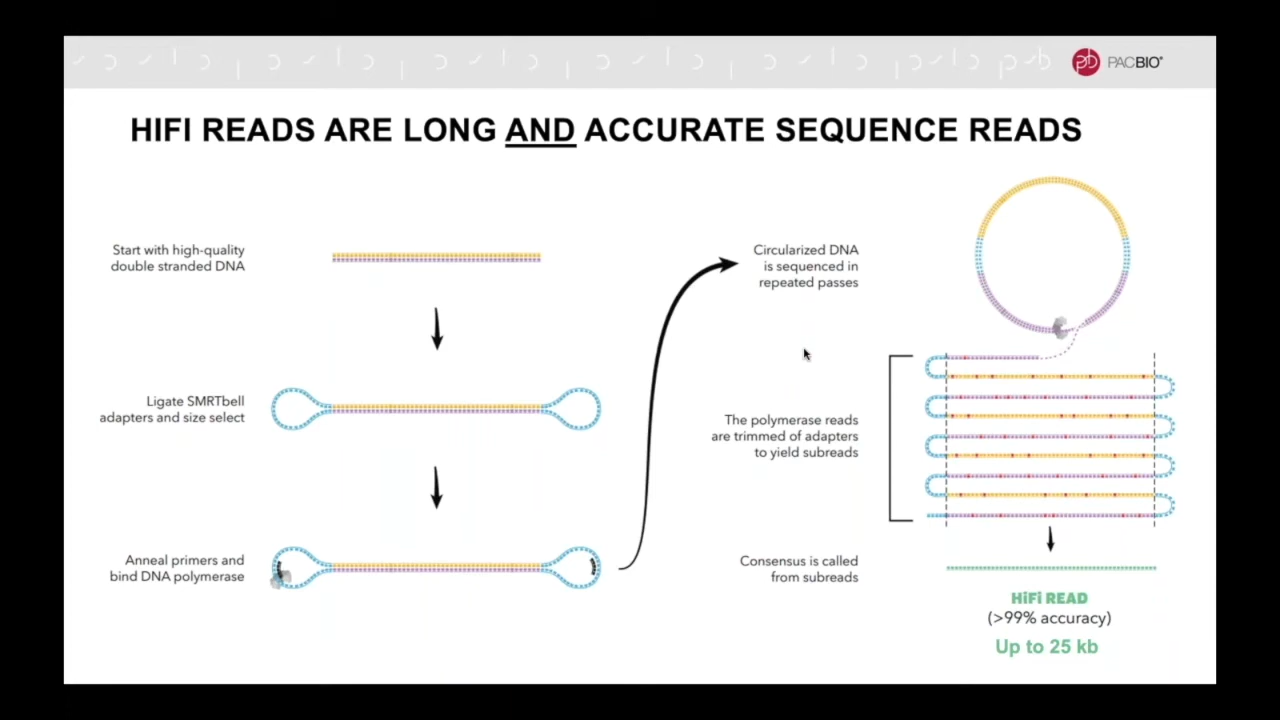 PACBIO®
HIFI READS ARE LONG AND ACCURATE SEQUENCE READS
Start with high-quality
double stranded DNA
Ligate SMRTbell
adapters and size select
Anneal primers and
bind DNA polymerase
Circularized DNA
is sequenced in
repeated passes
The polymerase reads
are trimmed of adapters
to yield subreads
Consensus is called
from subreads
HiFi READ
(>99% accuracy)
Up to 25 kb